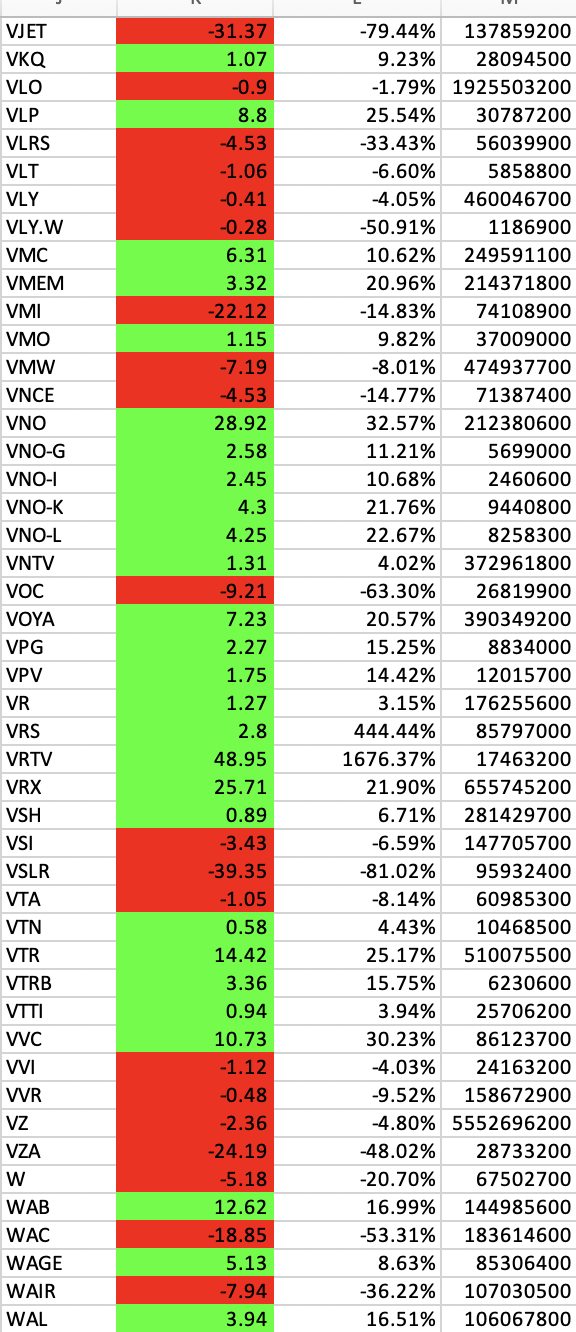 VJET -31.37 -79.44% 137859200
VKQ 1.07 9.23% 28094500
VLO -0.9 -1.79% 1925503200
VLP 8.8 25.54% 30787200
VLRS -4.53 -33.43% 56039900
VLT -1.06 -6.60% 5858800
VLY -0.41 -4.05% 460046700
VLY.W -0.28 -50.91% 1186900
VMC 6.31 10.62% 249591100
VMEM 3.32 20.96% 214371800
VMI -22.12 -14.83% 74108900
VMO 1.15 9.82% 37009000
VMW -7.19 -8.01% 474937700
VNCE -4.53 -14.77% 71387400
VNO 28.92 32.57% 212380600
VNO-G 2.58 11.21% 5699000
VNO-I 2.45 10.68% 2460600
VNO-K 4.3 21.76% 9440800
VNO-L 4.25 22.67% 8258300
VNTV 1.31 4.02% 372961800
VOC -9.21 -63.30% 26819900
VOYA 7.23 20.57% 390349200
VPG 2.27 15.25% 8834000
VPV 1.75 14.42% 12015700
VR 1.27 3.15% 176255600
VRS 2.8 444.44% 85797000
VRTV 48.95 1676.37% 17463200
VRX 25.71 21.90% 655745200
VSH 0.89 6.71% 281429700
VSI -3.43 -6.59% 147705700
VSLR -39.35 -81.02% 95932400
VTA -1.05 -8.14% 60985300
VTN 0.58 4.43% 10468500
VTR 14.42 25.17% 510075500
VTRB 3.36 15.75% 6230600
VTTI 0.94 3.94% 25706200
VVC 10.73 30.23% 86123700
VVI -1.12 -4.03% 24163200
VVR -0.48 -9.52% 158672900
VZ -2.36 -4.80% 5552696200
VZA -24.19 -48.02% 28733200
W -5.18 -20.70% 67502700
WAB 12.62 16.99% 144985600
WAC -18.85 -53.31% 183614600
WAGE 5.13 8.63% 85306400
WAIR -7.94 -36.22% 107030500
WAL 3.94 16.51% 106067800